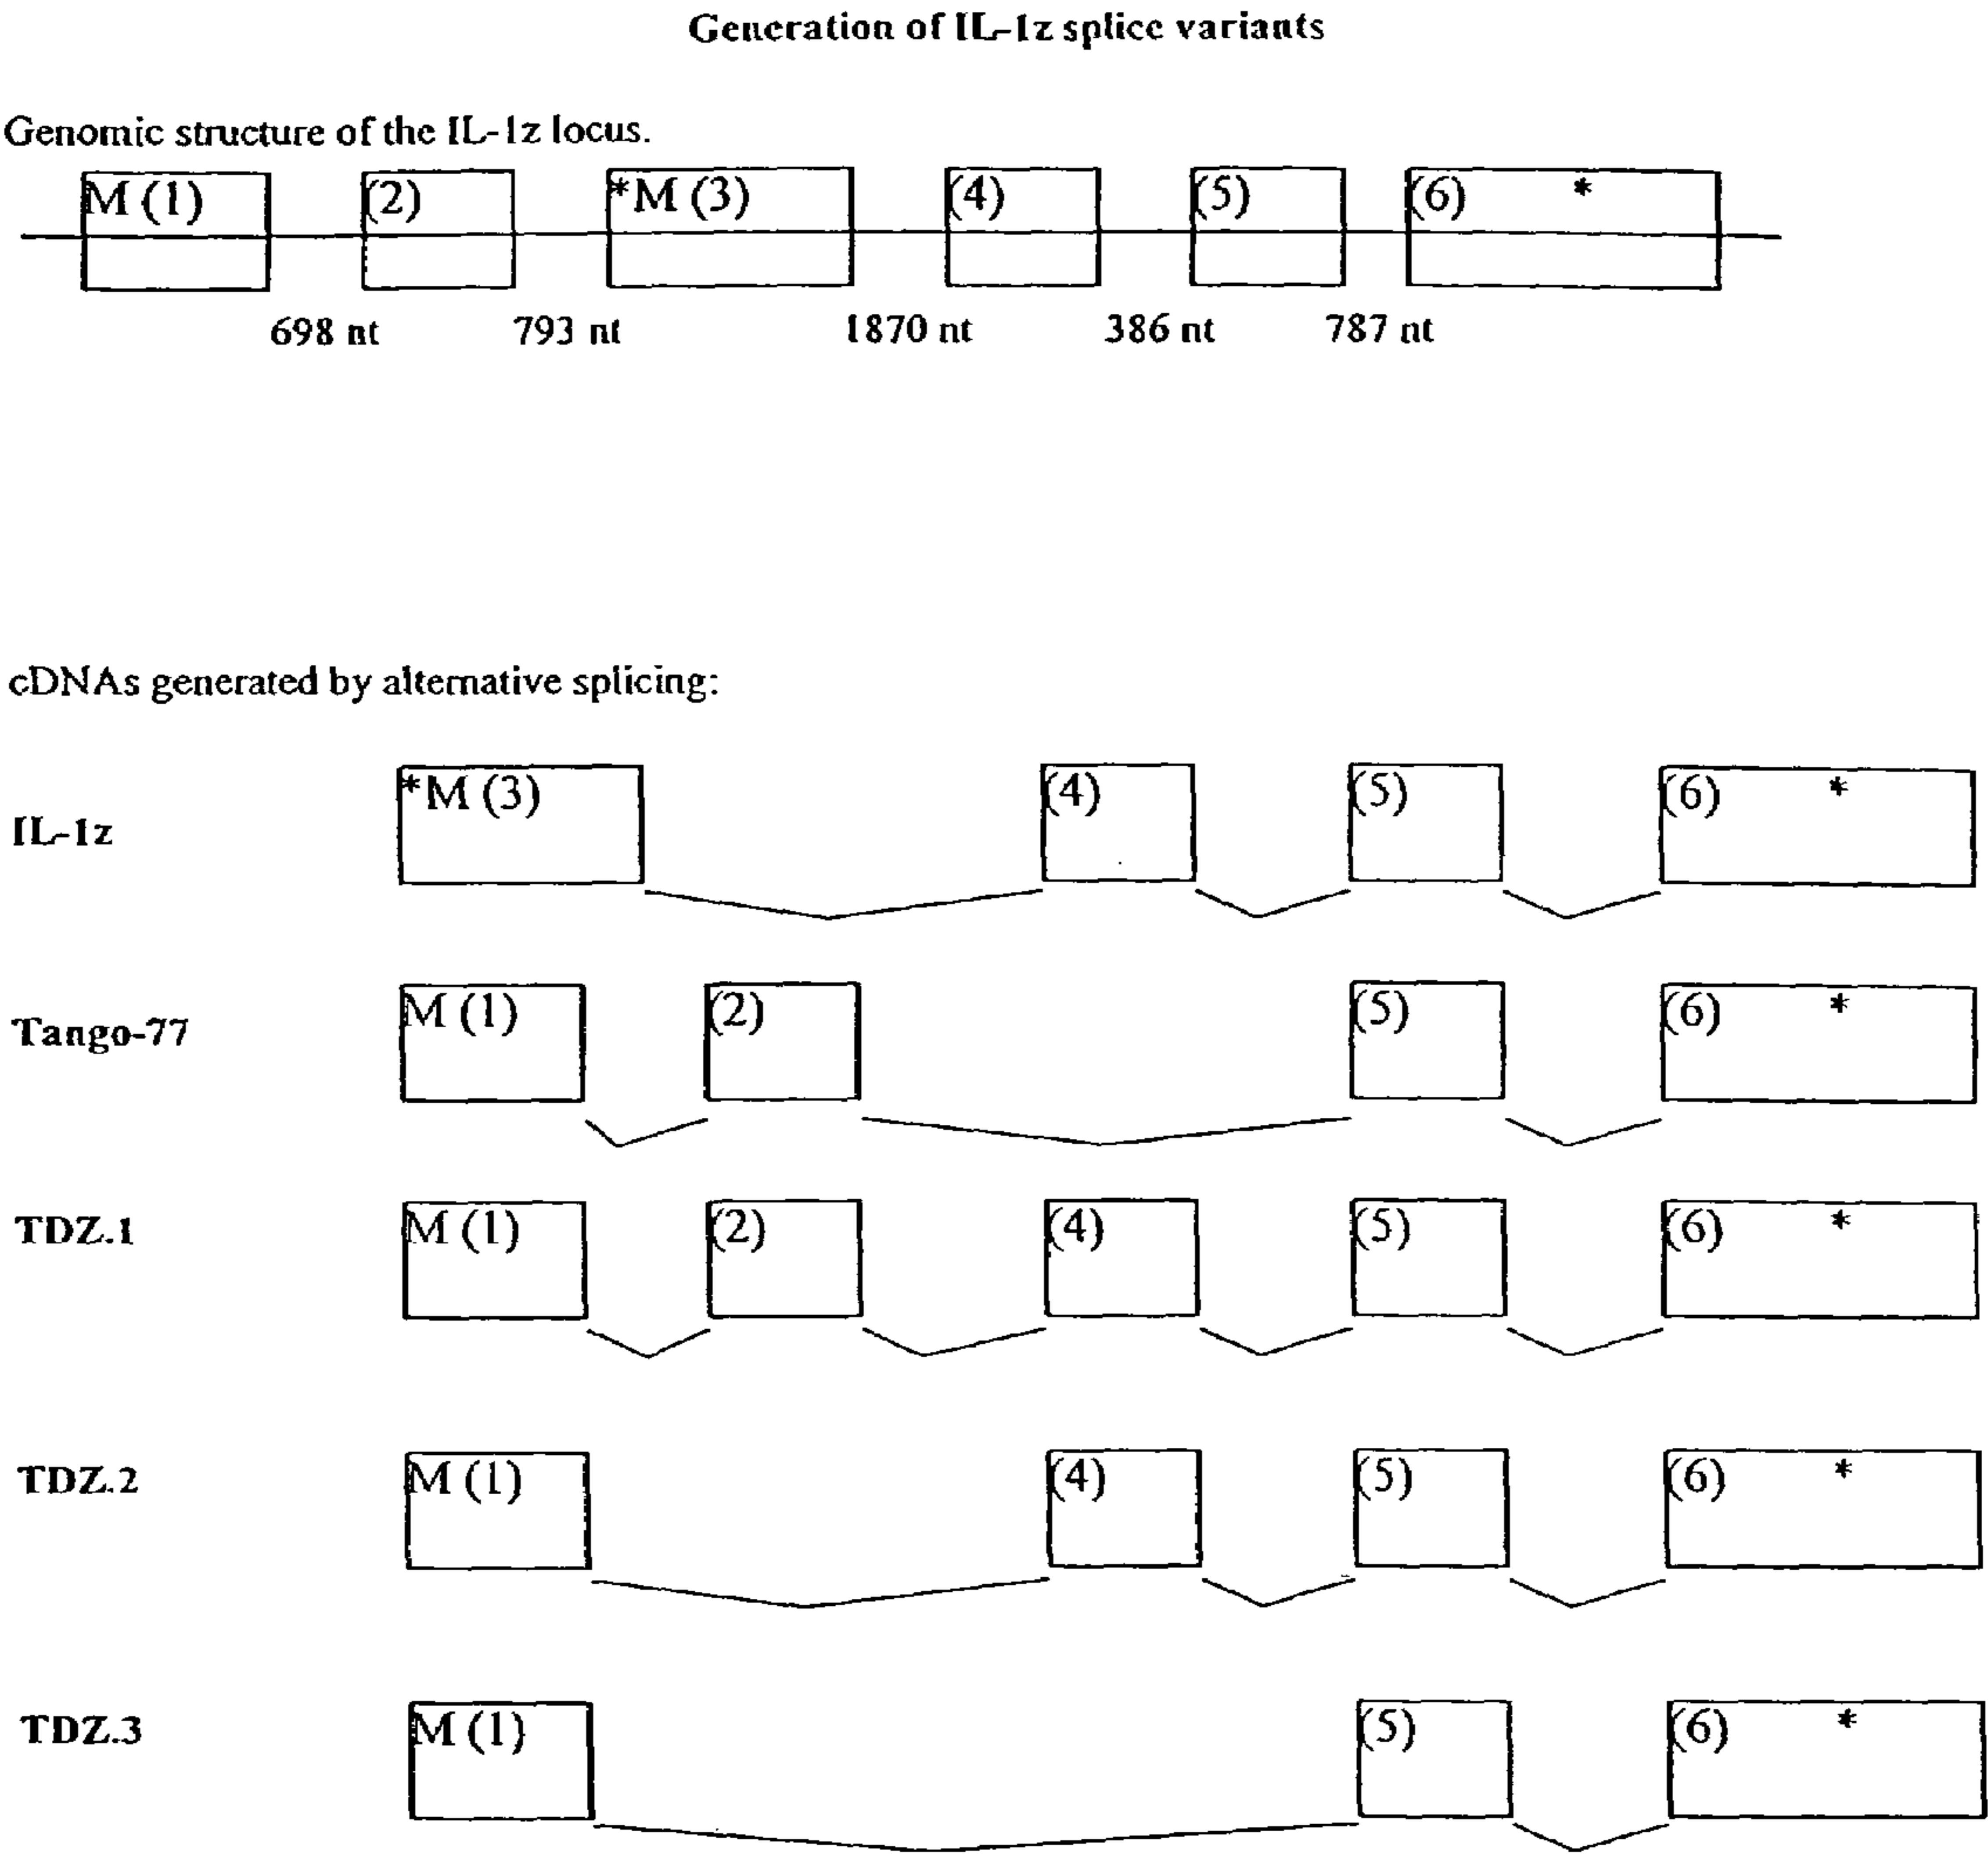 Generation of IL-1z splice variants
Genomic structure of the IL-1z locus.
M (1) (2) *M (3) (4) (5) (6) *
698 nt 793 nt 1870 nt 386 nt 787 nt
cDNAs generated by alternative splicing:
IL-1z *M (3) (4) (5) (6) *
Tango-77 M (1) (2) (5) (6) *
TDZ.1 M (1) (2) (4) (5) (6) *
TDZ.2 M (1) (4) (5) (6) *
TDZ.3 M (1) (5) (6) *